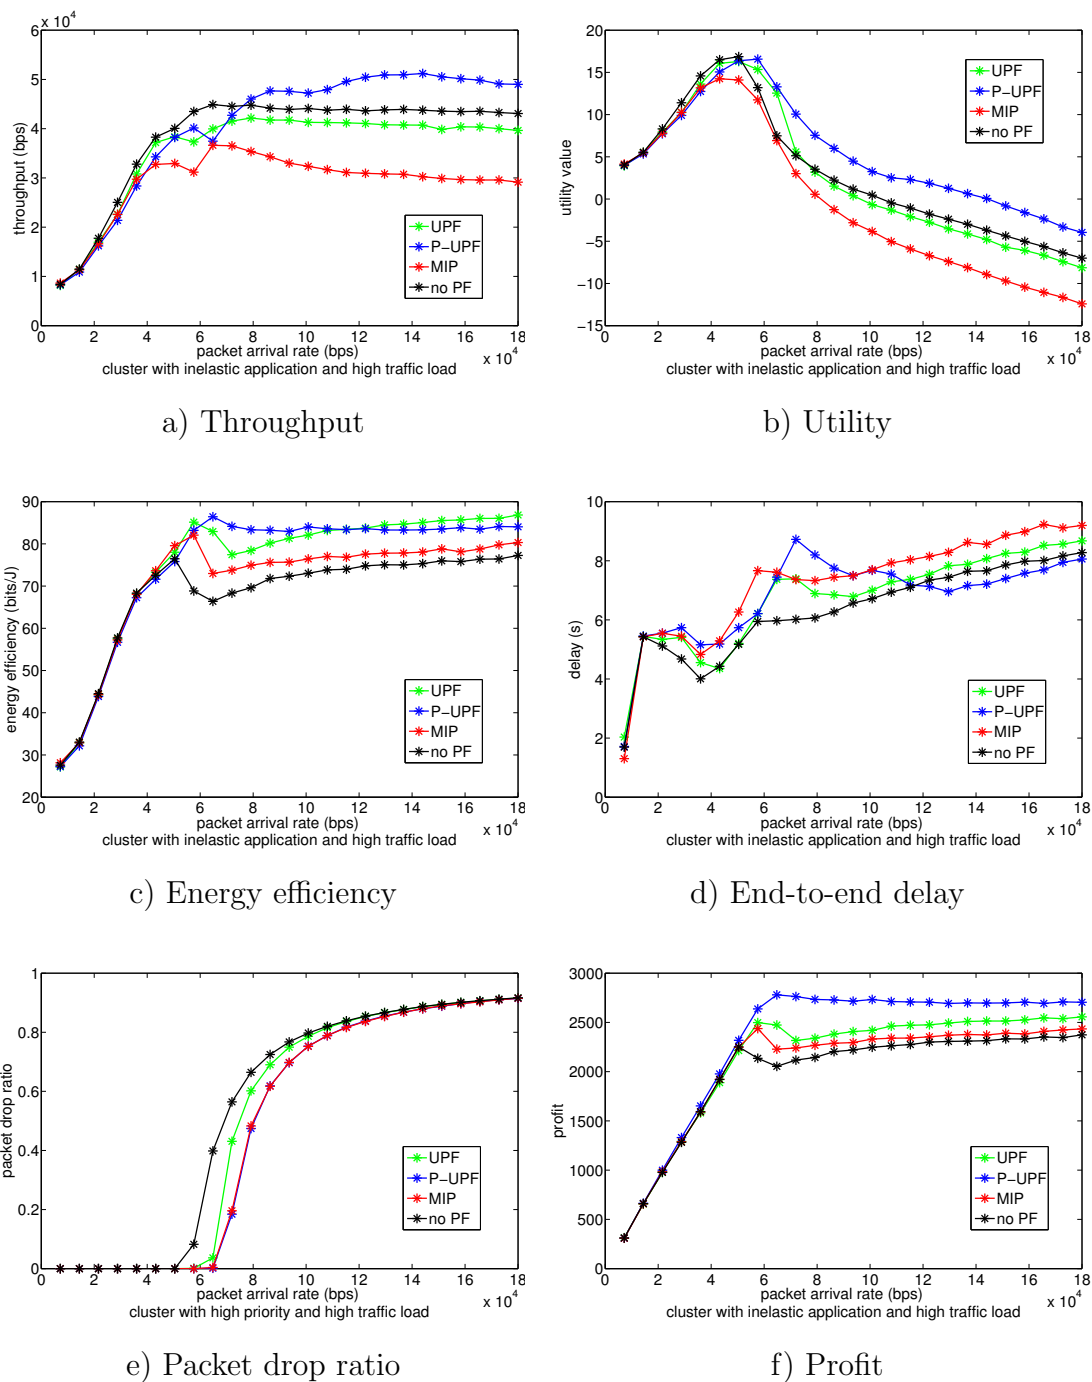 x 10^4
6
5
4
3
2
1
0
throughput (bps)
UPF
P-UPF
MIP
no PF
0 2 4 6 8 10 12 14 16 18
x 10^4
packet arrival rate (bps)
cluster with inelastic application and high traffic load
a) Throughput
20
15
10
5
0
−5
−10
−15
utility value
UPF
P-UPF
MIP
no PF
0 2 4 6 8 10 12 14 16 18
x 10^4
packet arrival rate (bps)
cluster with inelastic application and high traffic load
b) Utility
90
80
70
60
50
40
30
20
energy efficiency (bits/J)
UPF
P-UPF
MIP
no PF
0 2 4 6 8 10 12 14 16 18
x 10^4
packet arrival rate (bps)
cluster with inelastic application and high traffic load
c) Energy efficiency
10
8
6
4
2
0
delay (s)
UPF
P-UPF
MIP
no PF
0 2 4 6 8 10 12 14 16 18
x 10^4
packet arrival rate (bps)
cluster with inelastic application and high traffic load
d) End-to-end delay
1
0.8
0.6
0.4
0.2
0
packet drop ratio
UPF
P-UPF
MIP
no PF
0 2 4 6 8 10 12 14 16 18
x 10^4
packet arrival rate (bps)
cluster with high priority and high traffic load
e) Packet drop ratio
3000
2500
2000
1500
1000
500
0
profit
UPF
P-UPF
MIP
no PF
0 2 4 6 8 10 12 14 16 18
x 10^4
packet arrival rate (bps)
cluster with inelastic application and high traffic load
f) Profit